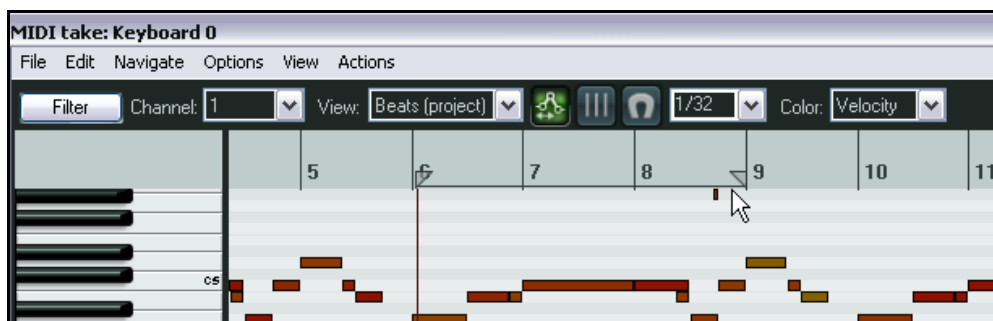 MIDI take: Keyboard 0
File Edit Navigate Options View Actions
Filter Channel: 1 View: Beats (project) 1/32 Color: Velocity
5 6 7 8 9 10 11
C5